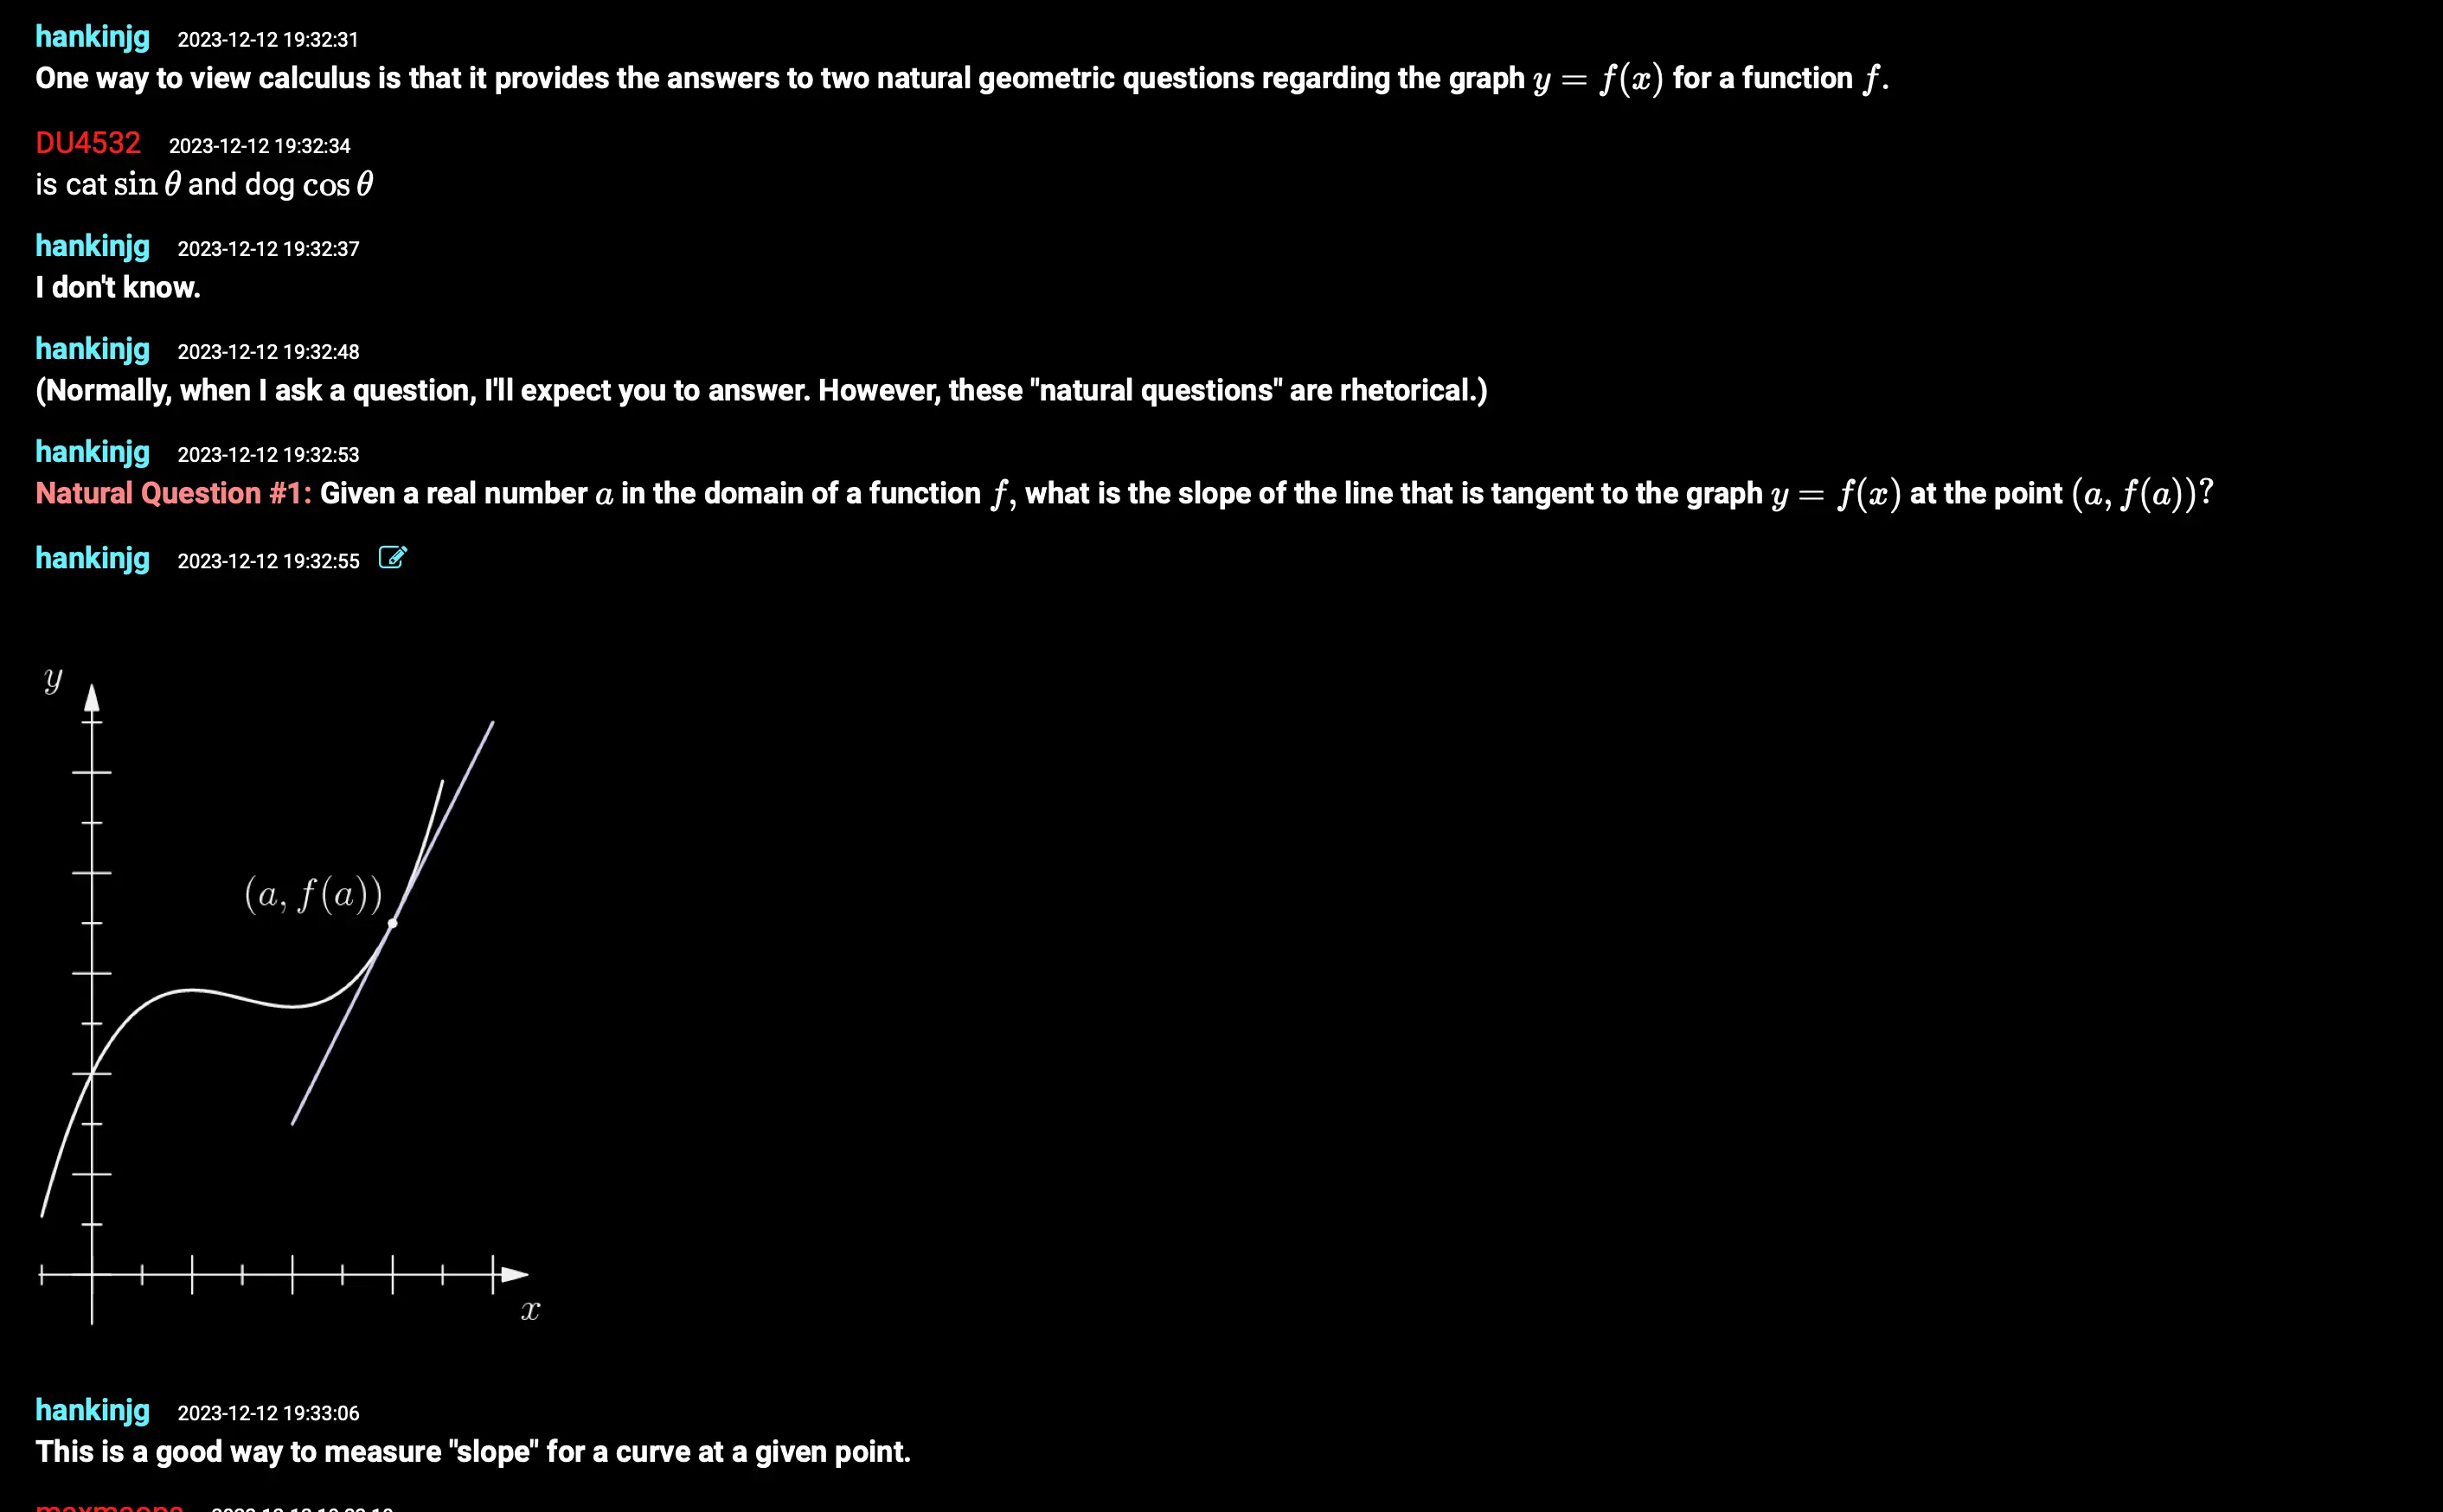 hankinjg 2023-12-12 19:32:31
One way to view calculus is that it provides the answers to two natural geometric questions regarding the graph y = f(x) for a function f.
DU4532 2023-12-12 19:32:34
is cat sin θ and dog cos θ
hankinjg 2023-12-12 19:32:37
I don't know.
hankinjg 2023-12-12 19:32:48
(Normally, when I ask a question, I'll expect you to answer. However, these "natural questions" are rhetorical.)
hankinjg 2023-12-12 19:32:53
Natural Question #1: Given a real number a in the domain of a function f, what is the slope of the line that is tangent to the graph y = f(x) at the point (a, f(a))?
hankinjg 2023-12-12 19:32:55
y
(a, f(a))
x
hankinjg 2023-12-12 19:33:06
This is a good way to measure "slope" for a curve at a given point.